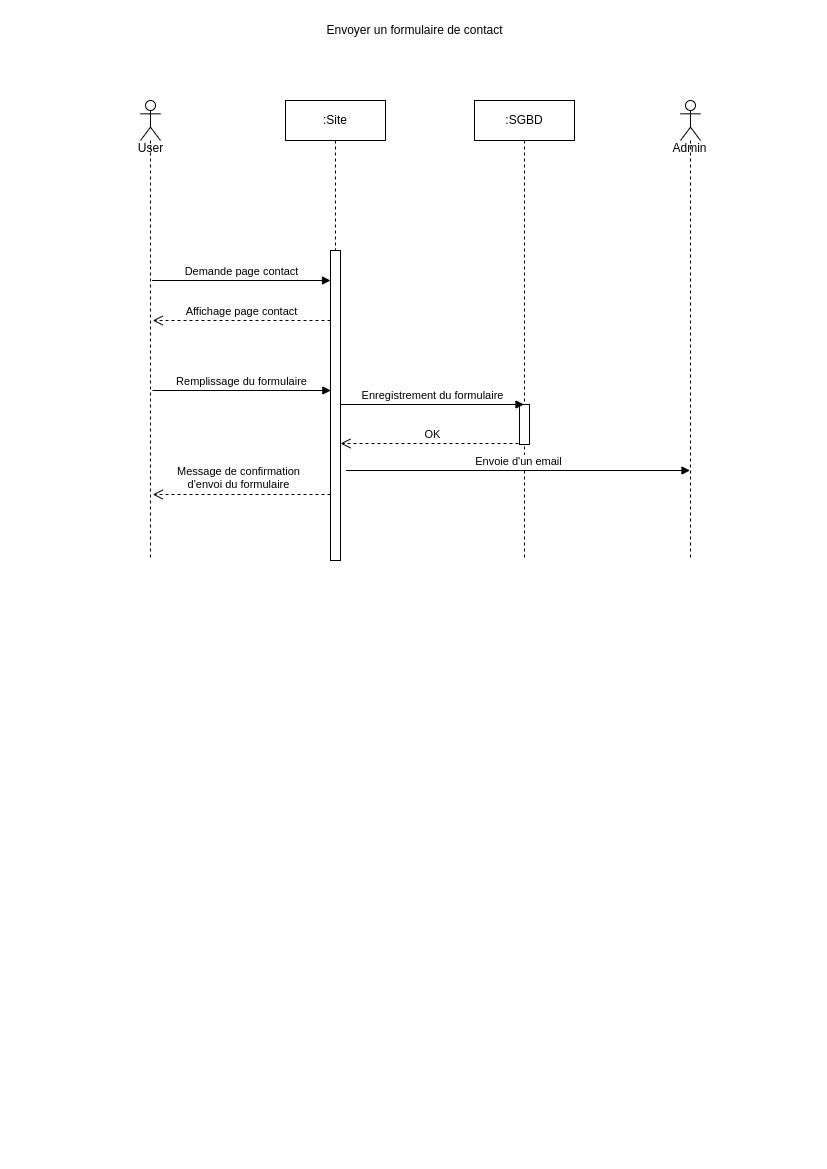 Envoyer un formulaire de contact
User
:Site
:SGBD
Admin
Demande page contact
Affichage page contact
Remplissage du formulaire
Enregistrement du formulaire
OK
Envoie d'un email
Message de confirmation
d'envoi du formulaire